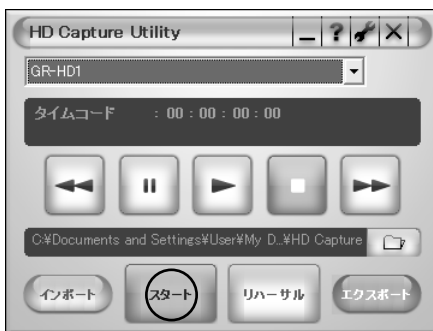 HD Capture Utility
GR-HD1
タイムコード : 00 : 00 : 00 : 00
C:¥Documents and Settings¥User¥My D...¥HD Capture
インポート スタート リハーサル エクスポート